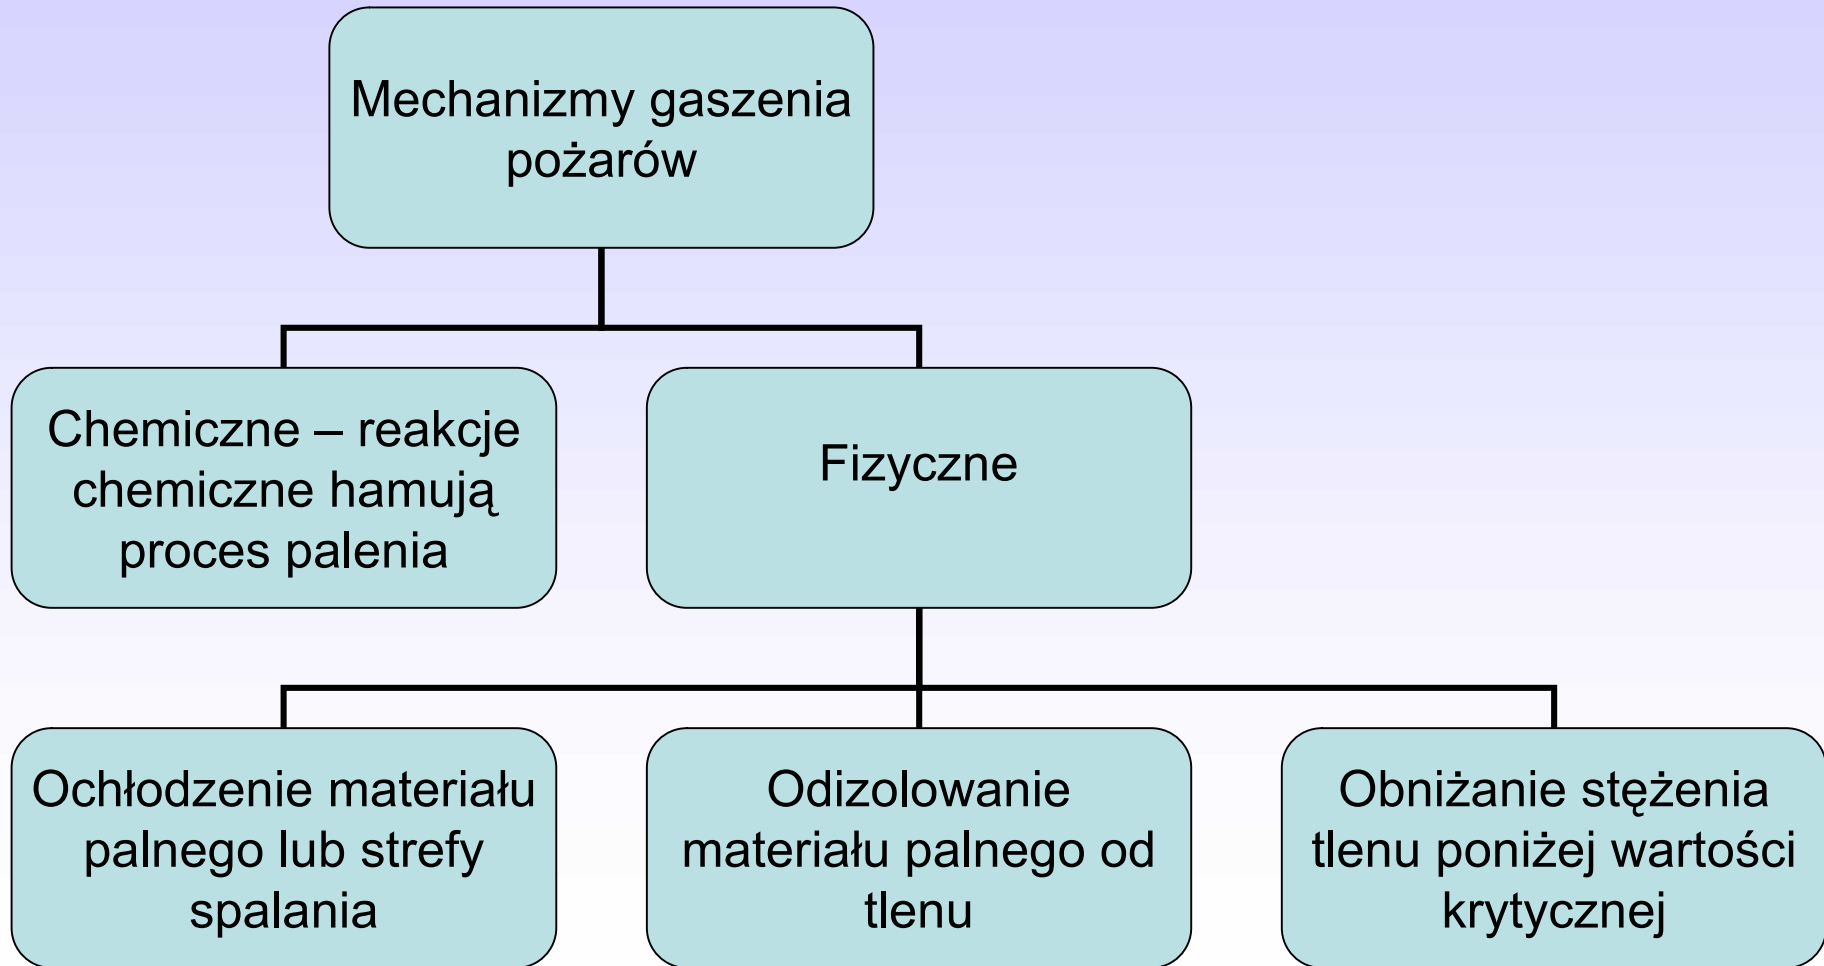 Mechanizmy gaszenia
pożarów
Chemiczne – reakcje
chemiczne hamują
proces palenia
Fizyczne
Ochłodzenie materiału
palnego lub strefy
spalania
Odizolowanie
materiału palnego od
tlenu
Obniżanie stężenia
tlenu poniżej wartości
krytycznej